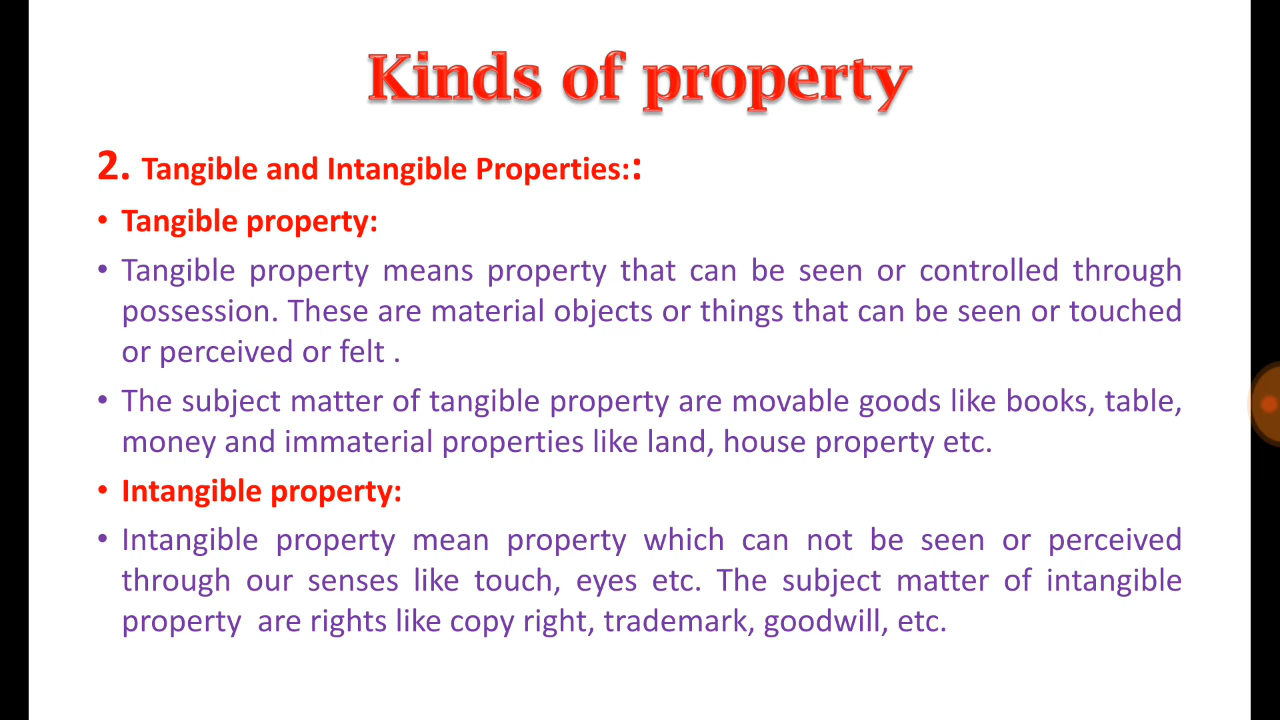 Kinds of property
2. Tangible and Intangible Properties::
• Tangible property:
• Tangible property means property that can be seen or controlled through
possession. These are material objects or things that can be seen or touched
or perceived or felt .
• The subject matter of tangible property are movable goods like books, table,
money and immaterial properties like land, house property etc.
• Intangible property:
• Intangible property mean property which can not be seen or perceived
through our senses like touch, eyes etc. The subject matter of intangible
property  are rights like copy right, trademark, goodwill, etc.